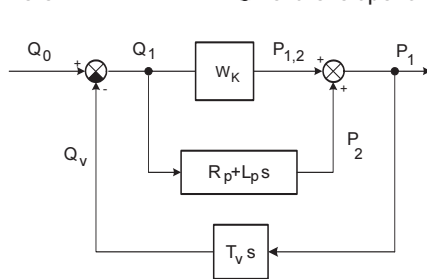 Q0 Q1 P1,2 P1
+ - WK + +
Qv Rp+Lps P2
Tvs